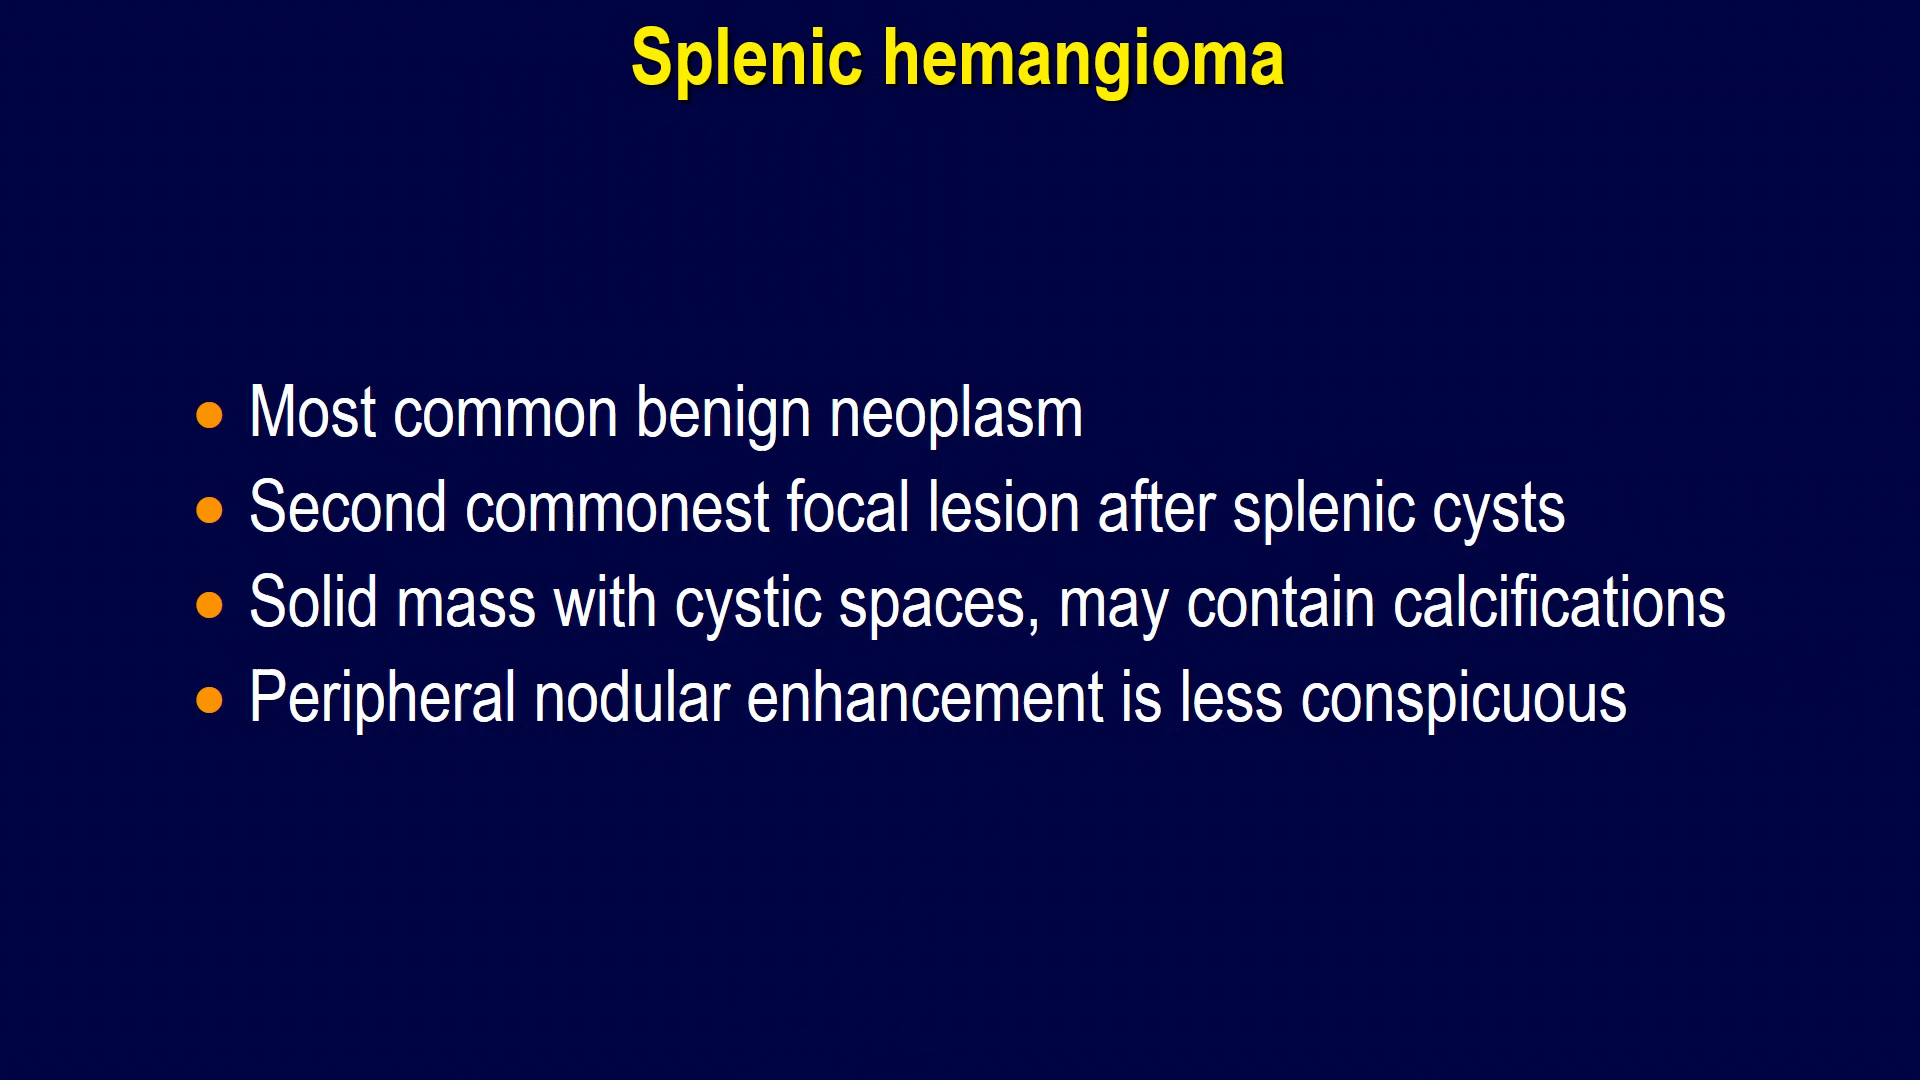 Splenic hemangioma
• Most common benign neoplasm
• Second commonest focal lesion after splenic cysts
• Solid mass with cystic spaces, may contain calcifications
• Peripheral nodular enhancement is less conspicuous